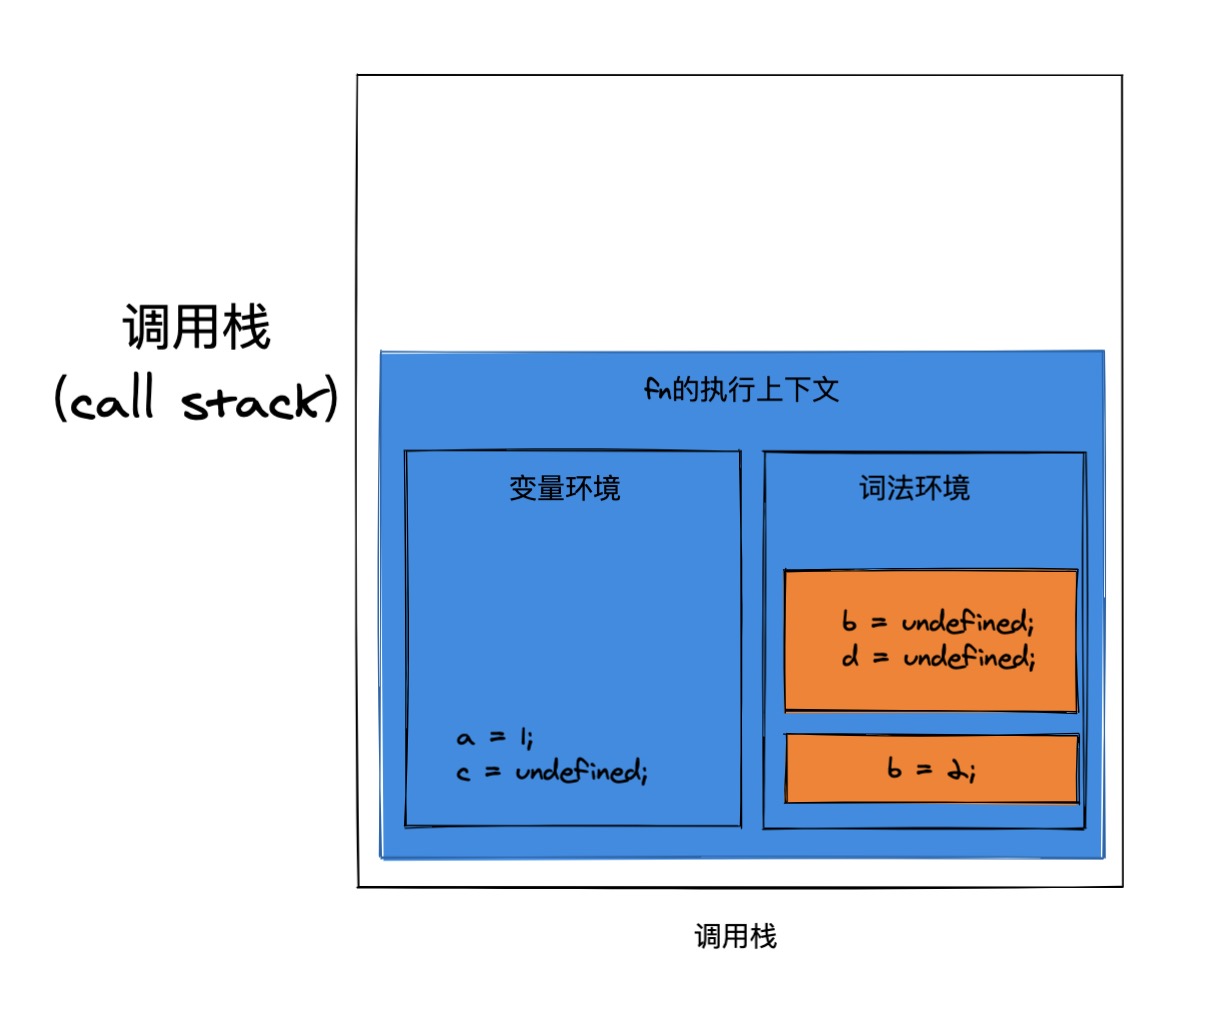 调用栈
(call stack)
fn的执行上下文
变量环境
a = 1;
c = undefined;
词法环境
b = undefined;
d = undefined;
b = 2;
调用栈